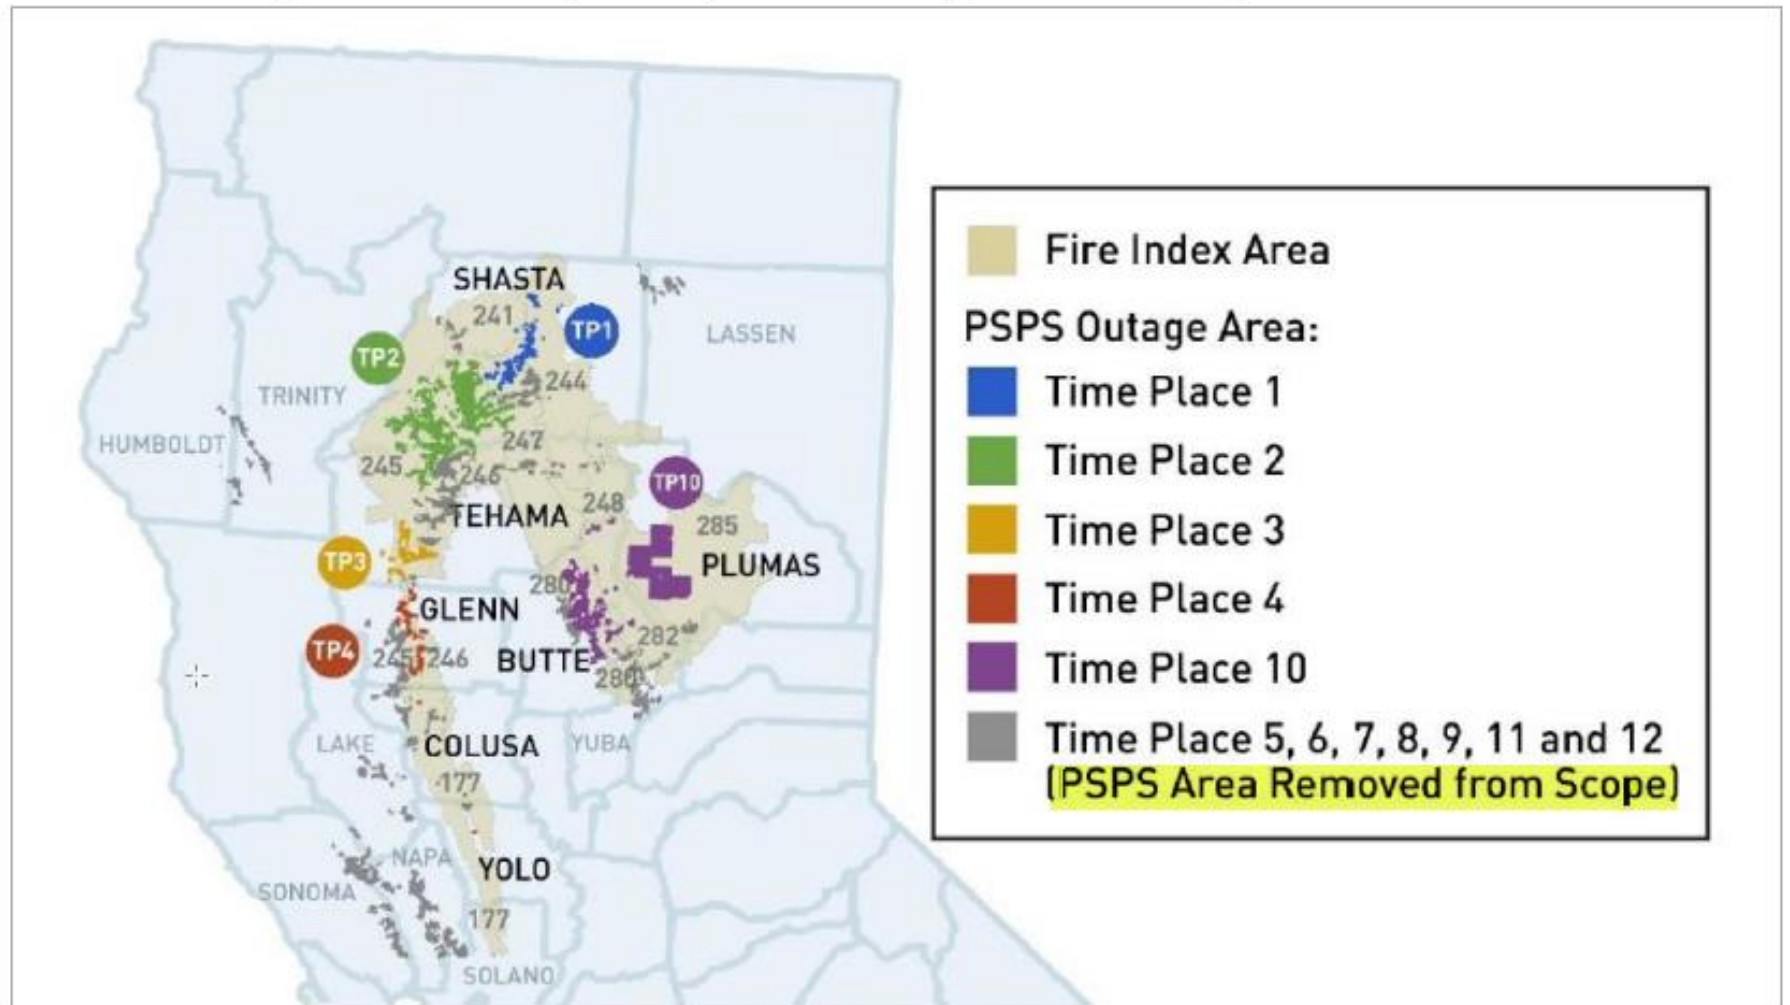 SHASTA
241
TP1
TP2
LASSEN
244
TRINITY
HUMBOLDT
247
245
246
TP10
248
TEHAMA
285
TP3
PLUMAS
280
GLENN
282
TP4
245
246
BUTTE
280
LAKE
COLUSA
YUBA
177
NAPA
YOLO
SONOMA
177
SOLANO
Fire Index Area
PSPS Outage Area:
Time Place 1
Time Place 2
Time Place 3
Time Place 4
Time Place 10
Time Place 5, 6, 7, 8, 9, 11 and 12
(PSPS Area Removed from Scope)